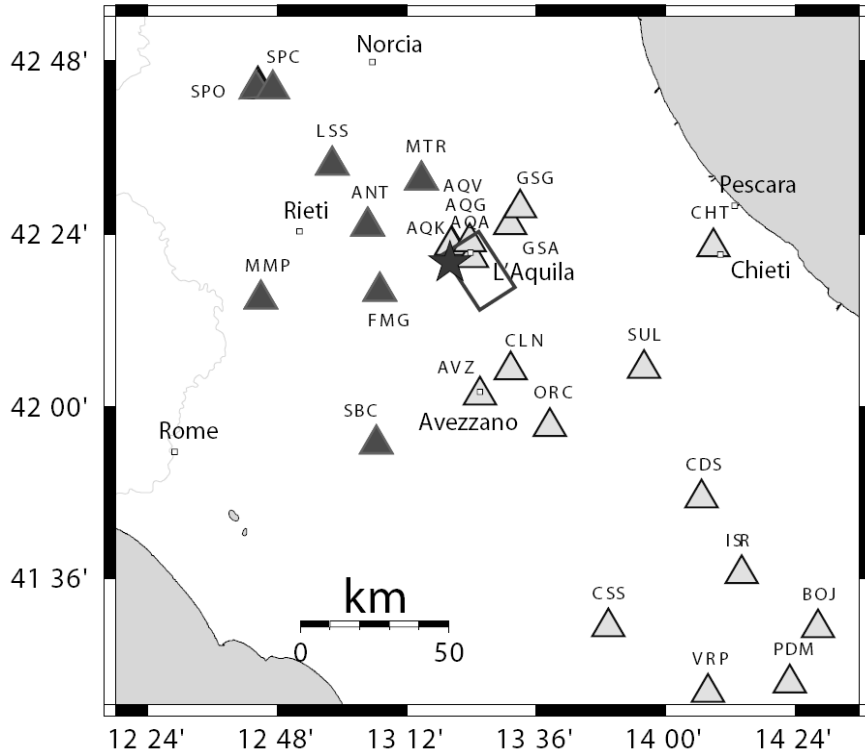 Norcia
42 48'
SPC
SPO
LSS
MTR
ANT
AQV
GSG
Pescara
Rieti
AQG
CHT
42 24'
AQK
AQA
GSA
L'Aquila
Chieti
MMP
FMG
CLN
SUL
AVZ
ORC
42 00'
SBC
Avezzano
Rome
CDS
ISR
41 36'
km
CSS
BOJ
0
50
VRP
PDM
12 24'
12 48'
13 12'
13 36'
14 00'
14 24'